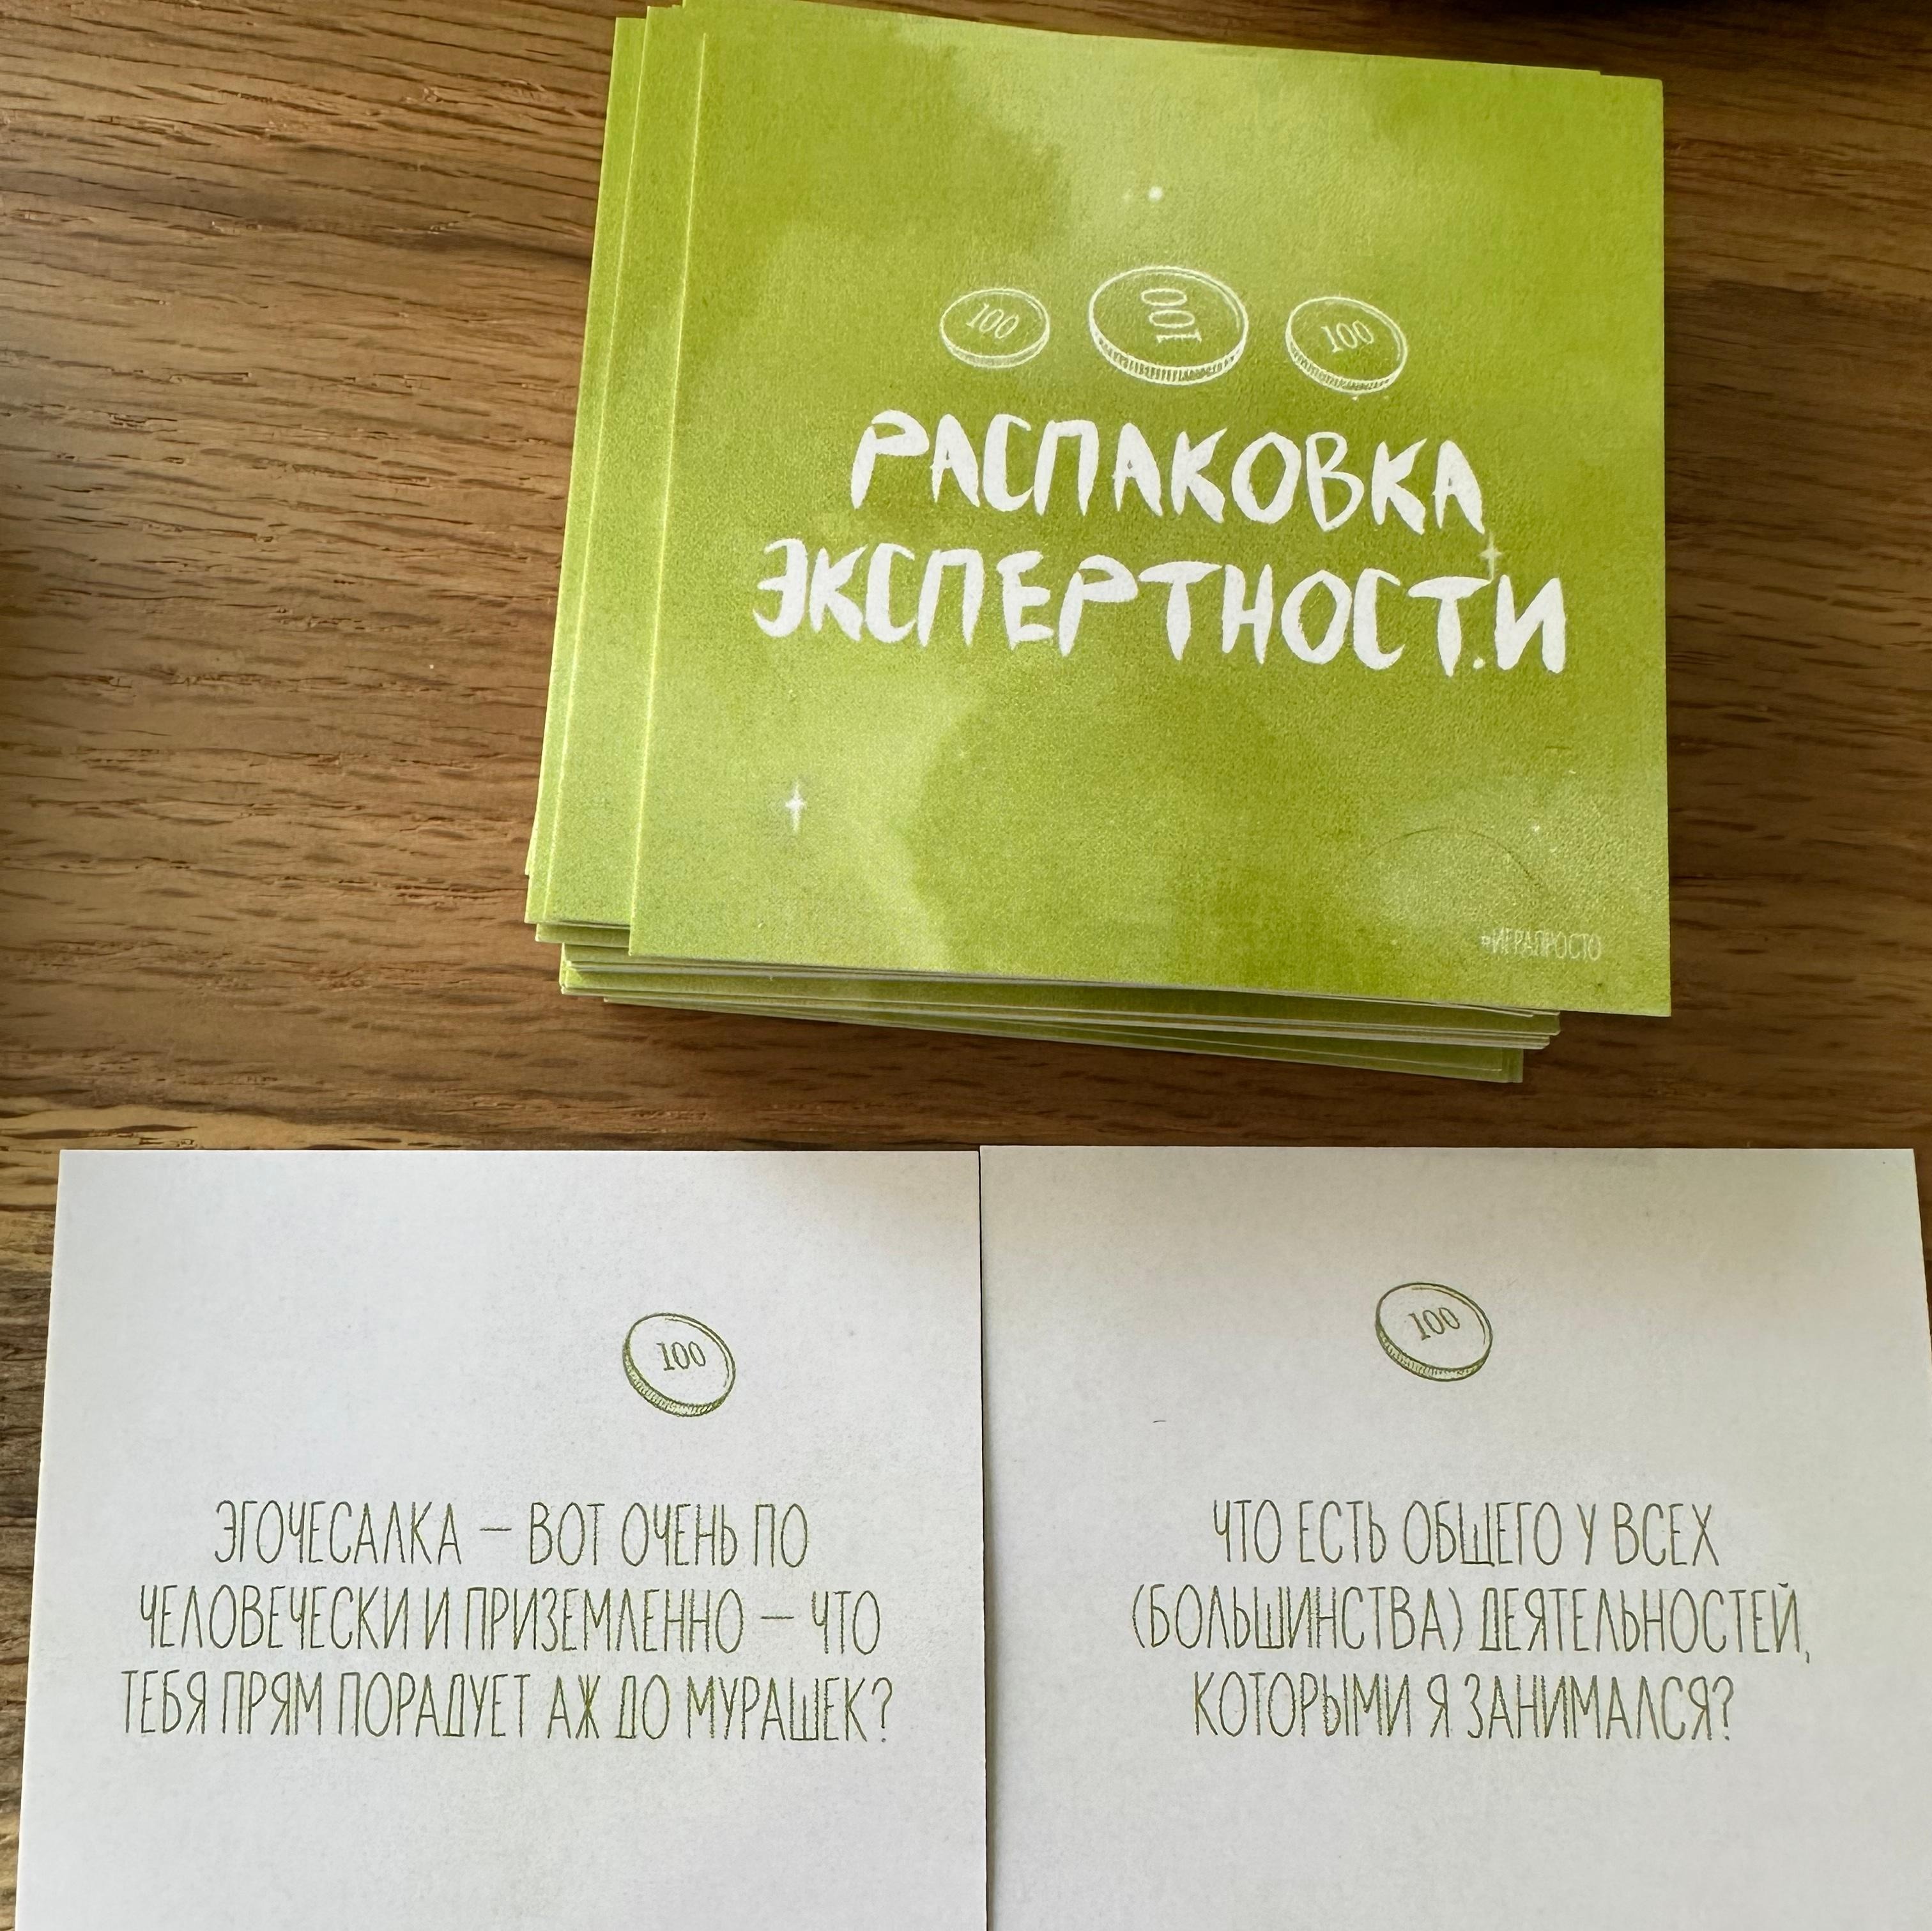 100
100
100
РАСПАКОВКА
ЭКСПЕРТНОСТИ
#ИГРАПРОСТО
100
ЭГОЧЕСАЛКА – ВОТ ОЧЕНЬ ПО
ЧЕЛОВЕЧЕСКИ И ПРИЗЕМЛЕННО – ЧТО
ТЕБЯ ПРЯМ ПОРАДУЕТ АЖ ДО МУРАШЕК?
100
ЧТО ЕСТЬ ОБЩЕГО У ВСЕХ
(БОЛЬШИНСТВА) ДЕЯТЕЛЬНОСТЕЙ,
КОТОРЫМИ Я ЗАНИМАЛСЯ?